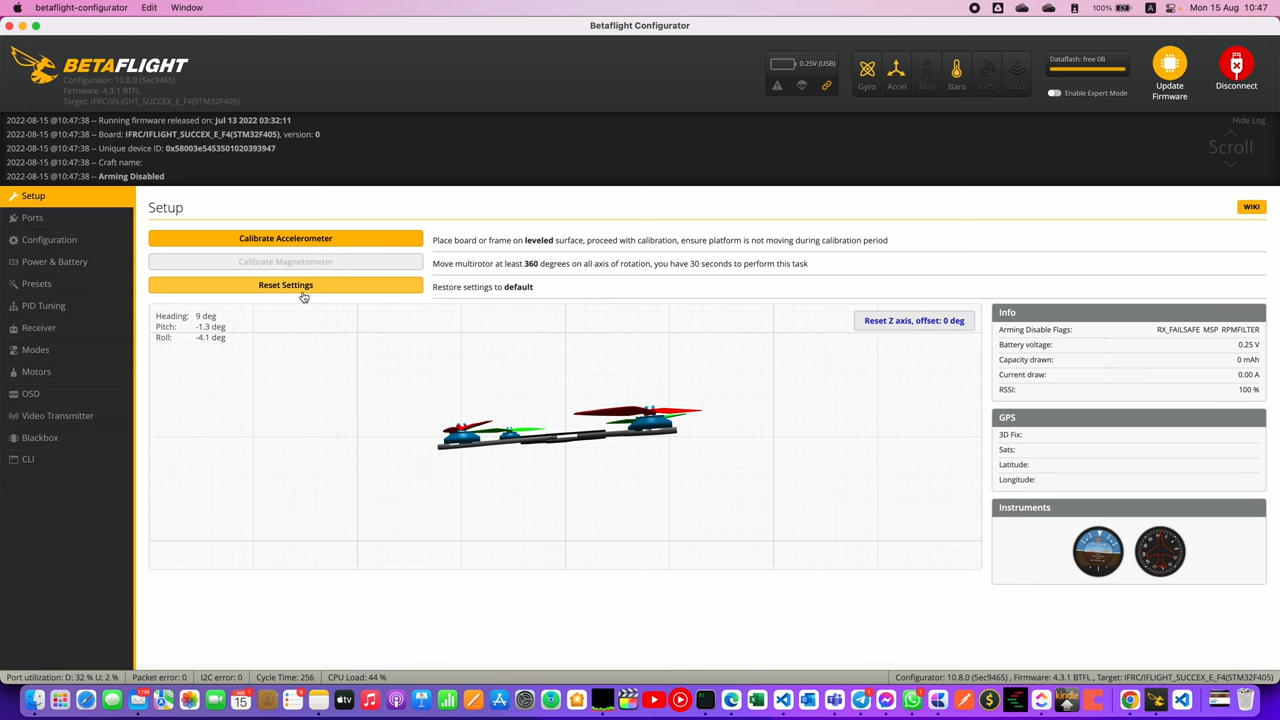 betaflight-configurator Edit Window
100% A Mon 15 Aug 10:47
Betaflight Configurator
BETAFLIGHT
Configurator: 10.8.0 (5ec9465)
Firmware: 4.3.1 BTFL
Target: IFRC/IFLIGHT_SUCCEX_E_F4(STM32F405)
0.25V (USB)
Gyro Accel Mag Baro GPS Sonar
Dataflash: free 0B
Enable Expert Mode
Update
Firmware
Disconnect
2022-08-15 @10:47:38 -- Running firmware released on: Jul 13 2022 03:32:11
2022-08-15 @10:47:38 -- Board: IFRC/IFLIGHT_SUCCEX_E_F4(STM32F405), version: 0
2022-08-15 @10:47:38 -- Unique device ID: 0x58003e5453501020393947
2022-08-15 @10:47:38 -- Craft name:
2022-08-15 @10:47:38 -- Arming Disabled
Hide Log
Scroll
Setup
Ports
Configuration
Power & Battery
Presets
PID Tuning
Receiver
Modes
Motors
OSD
Video Transmitter
Blackbox
CLI
Setup
WIKI
Calibrate Accelerometer
Place board or frame on leveled surface, proceed with calibration, ensure platform is not moving during calibration period
Calibrate Magnetometer
Move multirotor at least 360 degrees on all axis of rotation, you have 30 seconds to perform this task
Reset Settings
Restore settings to default
Heading: 9 deg
Pitch: -1.3 deg
Roll: -4.1 deg
Reset Z axis, offset: 0 deg
Info
Arming Disable Flags: RX_FAILSAFE MSP RPMFILTER
Battery voltage: 0.25 V
Capacity drawn: 0 mAh
Current draw: 0.00 A
RSSI: 100 %
GPS
3D Fix:
Sats:
Latitude:
Longitude:
Instruments
Port utilization: D: 32 % U: 2 % Packet error: 0 I2C error: 0 Cycle Time: 256 CPU Load: 44 %
Configurator: 10.8.0 (5ec9465), Firmware: 4.3.1 BTFL, Target: IFRC/IFLIGHT_SUCCEX_E_F4(STM32F405)